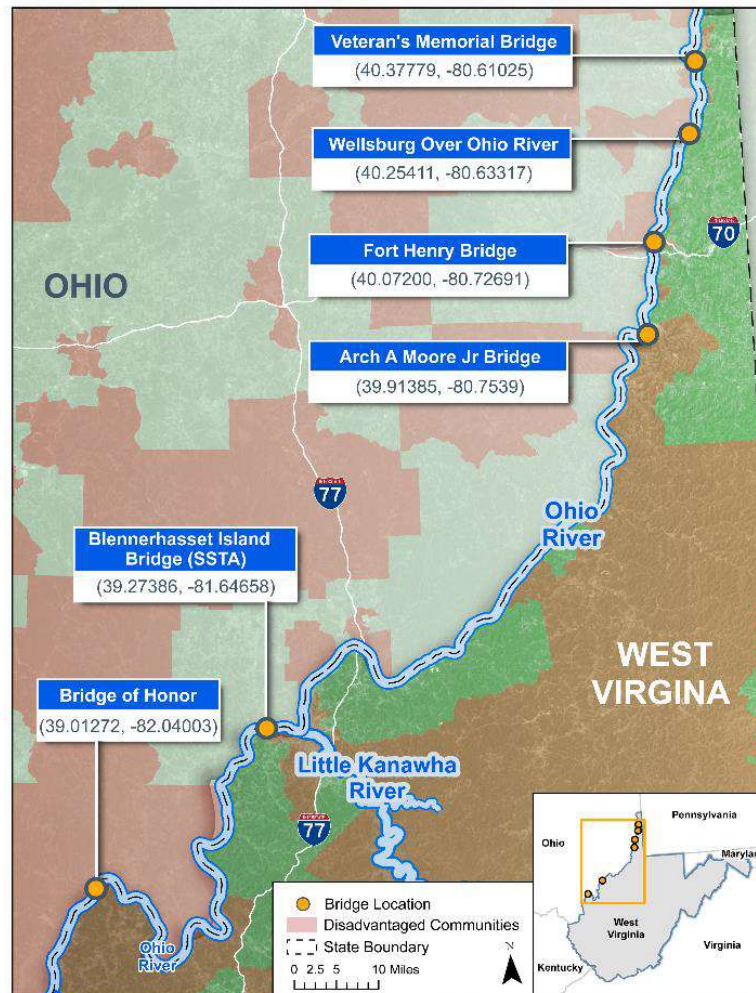 Veteran's Memorial Bridge
(40.37779, -80.61025)
Wellsburg Over Ohio River
(40.25411, -80.63317)
70
Fort Henry Bridge
(40.07200, -80.72691)
OHIO
Arch A Moore Jr Bridge
(39.91385, -80.7539)
77
Ohio
River
Blennerhasset Island
Bridge (SSTA)
(39.27386, -81.64658)
WEST
VIRGINA
Bridge of Honor
(39.01272, -82.04003)
Little Kanawha
River
77
Ohio
River
Bridge Location
Disadvantaged Communities
State Boundary
0 2.5 5 10 Miles
N
Pennsylvania
Ohio
Marylan
West
Virginia
Virginia
Kentucky